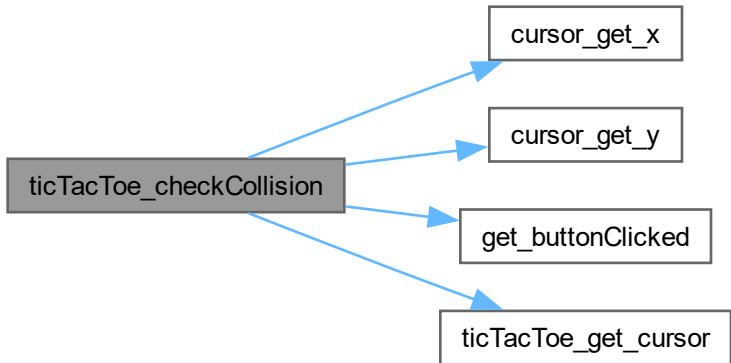 cursor_get_x
cursor_get_y
ticTacToe_checkCollision
get_buttonClicked
ticTacToe_get_cursor